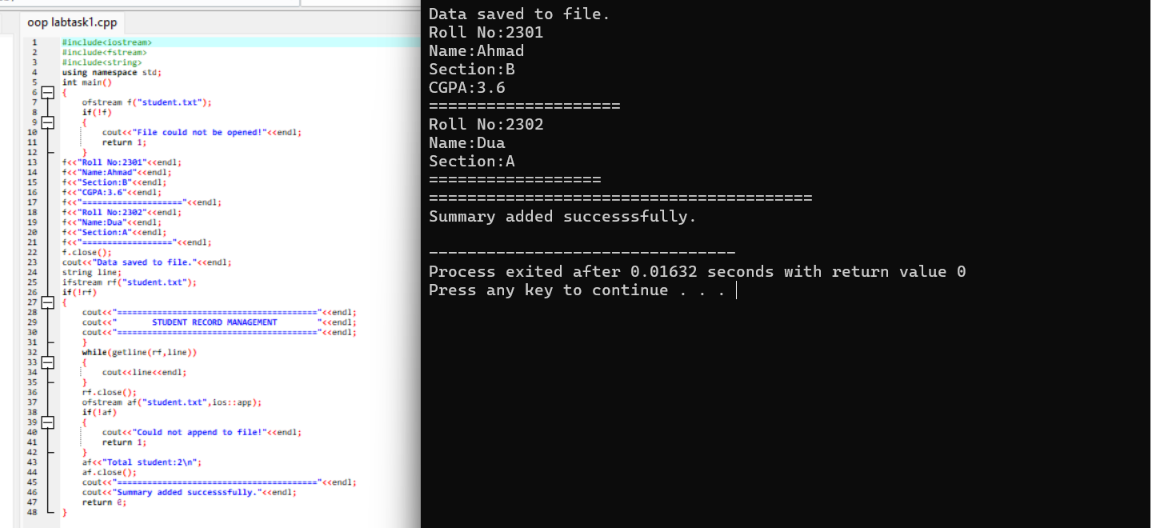 oop labtask1.cpp
1 #include<iostream>
2 #include<fstream>
3 #include<string>
4 using namespace std;
5 int main()
6 {
7 ofstream f("student.txt");
8 if(!f)
9 {
10 cout<<"File could not be opened!"<<endl;
11 return 1;
12 }
13 f<<"Roll No:2301"<<endl;
14 f<<"Name:Ahmad"<<endl;
15 f<<"Section:B"<<endl;
16 f<<"CGPA:3.6"<<endl;
17 f<<"===================="<<endl;
18 f<<"Roll No:2302"<<endl;
19 f<<"Name:Dua"<<endl;
20 f<<"Section:A"<<endl;
21 f<<"=================="<<endl;
22 f.close();
23 cout<<"Data saved to file."<<endl;
24 string line;
25 ifstream rf("student.txt");
26 if(!rf)
27 {
28 cout<<"========================================"<<endl;
29 cout<<"       STUDENT RECORD MANAGEMENT        "<<endl;
30 cout<<"========================================"<<endl;
31 }
32 while(getline(rf,line))
33 {
34 cout<<line<<endl;
35 }
36 rf.close();
37 ofstream af("student.txt",ios::app);
38 if(!af)
39 {
40 cout<<"Could not append to file!"<<endl;
41 return 1;
42 }
43 af<<"Total student:2\n";
44 af.close();
45 cout<<"========================================"<<endl;
46 cout<<"Summary added successsfully."<<endl;
47 return 0;
48 }
Data saved to file.
Roll No:2301
Name:Ahmad
Section:B
CGPA:3.6
====================
Roll No:2302
Name:Dua
Section:A
==================
========================================
Summary added successsfully.
--------------------------------
Process exited after 0.01632 seconds with return value 0
Press any key to continue . . .